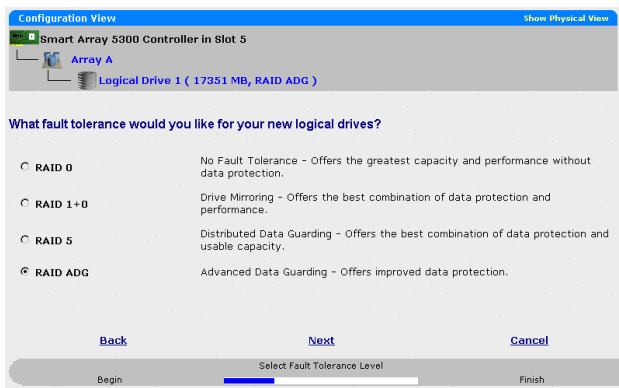 Configuration View
Show Physical View
Smart Array 5300 Controller in Slot 5
Array A
Logical Drive 1 ( 17351 MB, RAID ADG )
What fault tolerance would you like for your new logical drives?
RAID 0
No Fault Tolerance - Offers the greatest capacity and performance without
data protection.
RAID 1+0
Drive Mirroring - Offers the best combination of data protection and
performance.
RAID 5
Distributed Data Guarding - Offers the best combination of data protection and
usable capacity.
RAID ADG
Advanced Data Guarding - Offers improved data protection.
Back
Next
Cancel
Select Fault Tolerance Level
Begin
Finish